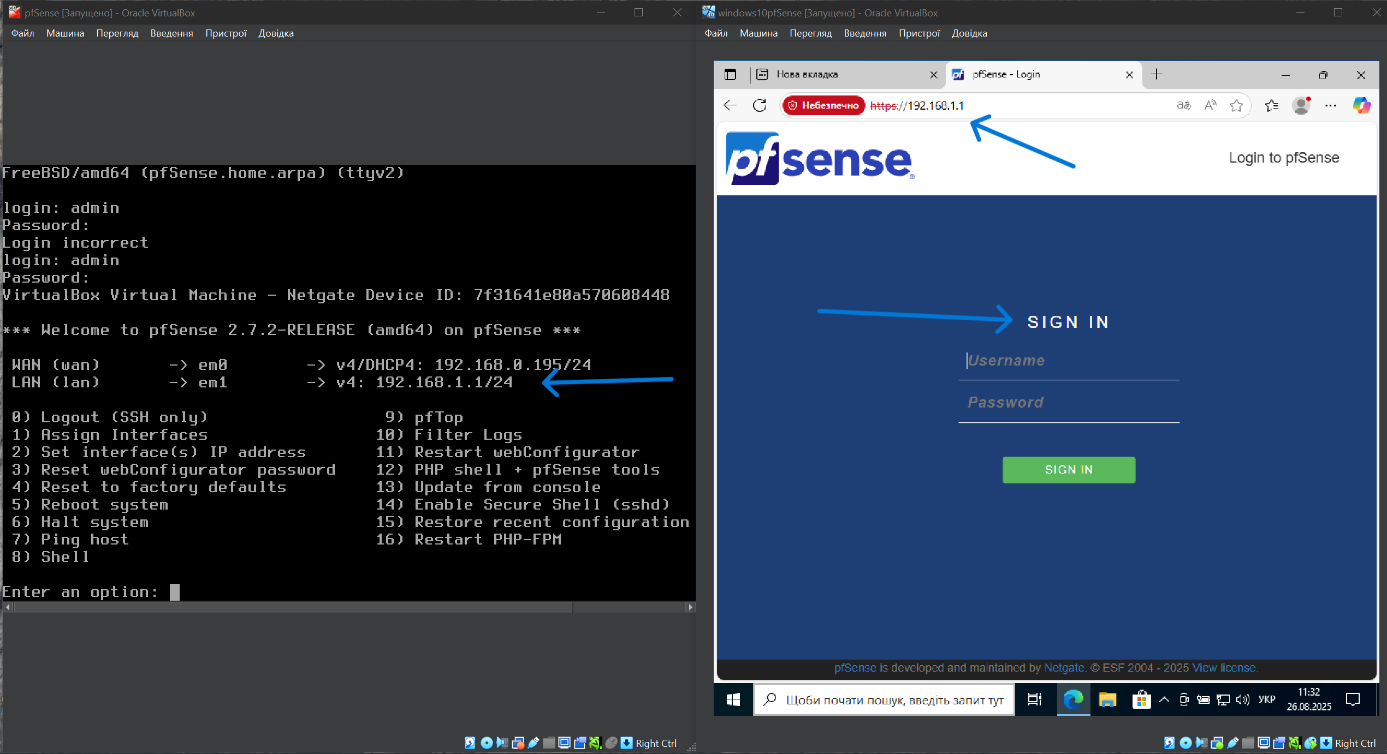 pfSense [Запущено] - Oracle VirtualBox
Файл Машина Перегляд Введення Пристрої Довідка
FreeBSD/amd64 (pfSense.home.arpa) (ttyv2)
login: admin
Password:
Login incorrect
login: admin
Password:
VirtualBox Virtual Machine - Netgate Device ID: 7f31641e80a570608448
*** Welcome to pfSense 2.7.2-RELEASE (amd64) on pfSense ***
WAN (wan) -> em0 -> v4/DHCP4: 192.168.0.195/24
LAN (lan) -> em1 -> v4: 192.168.1.1/24
0) Logout (SSH only) 9) pfTop
1) Assign Interfaces 10) Filter Logs
2) Set interface(s) IP address 11) Restart webConfigurator
3) Reset webConfigurator password 12) PHP shell + pfSense tools
4) Reset to factory defaults 13) Update from console
5) Reboot system 14) Enable Secure Shell (sshd)
6) Halt system 15) Restore recent configuration
7) Ping host 16) Restart PHP-FPM
8) Shell
Enter an option:
Right Ctrl
windows10pfSense [Запущено] - Oracle VirtualBox
Файл Машина Перегляд Введення Пристрої Довідка
Нова вкладка
pfSense - Login
Небезпечно https://192.168.1.1
pfsense
Login to pfSense
SIGN IN
Username
Password
SIGN IN
pfSense is developed and maintained by Netgate. © ESF 2004 - 2025 View license.
Щоби почати пошук, введіть запит тут
УКР
11:32
26.08.2025
Right Ctrl